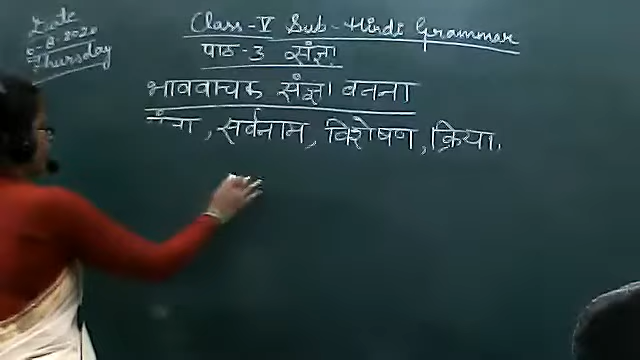 Date
6-8-2020
Thursday
Class-V Sub-Hindi Grammar
पाठ-3 संज्ञा
भाववाचक संज्ञा बनना
संज्ञा, सर्वनाम, विशेषण, क्रिया.